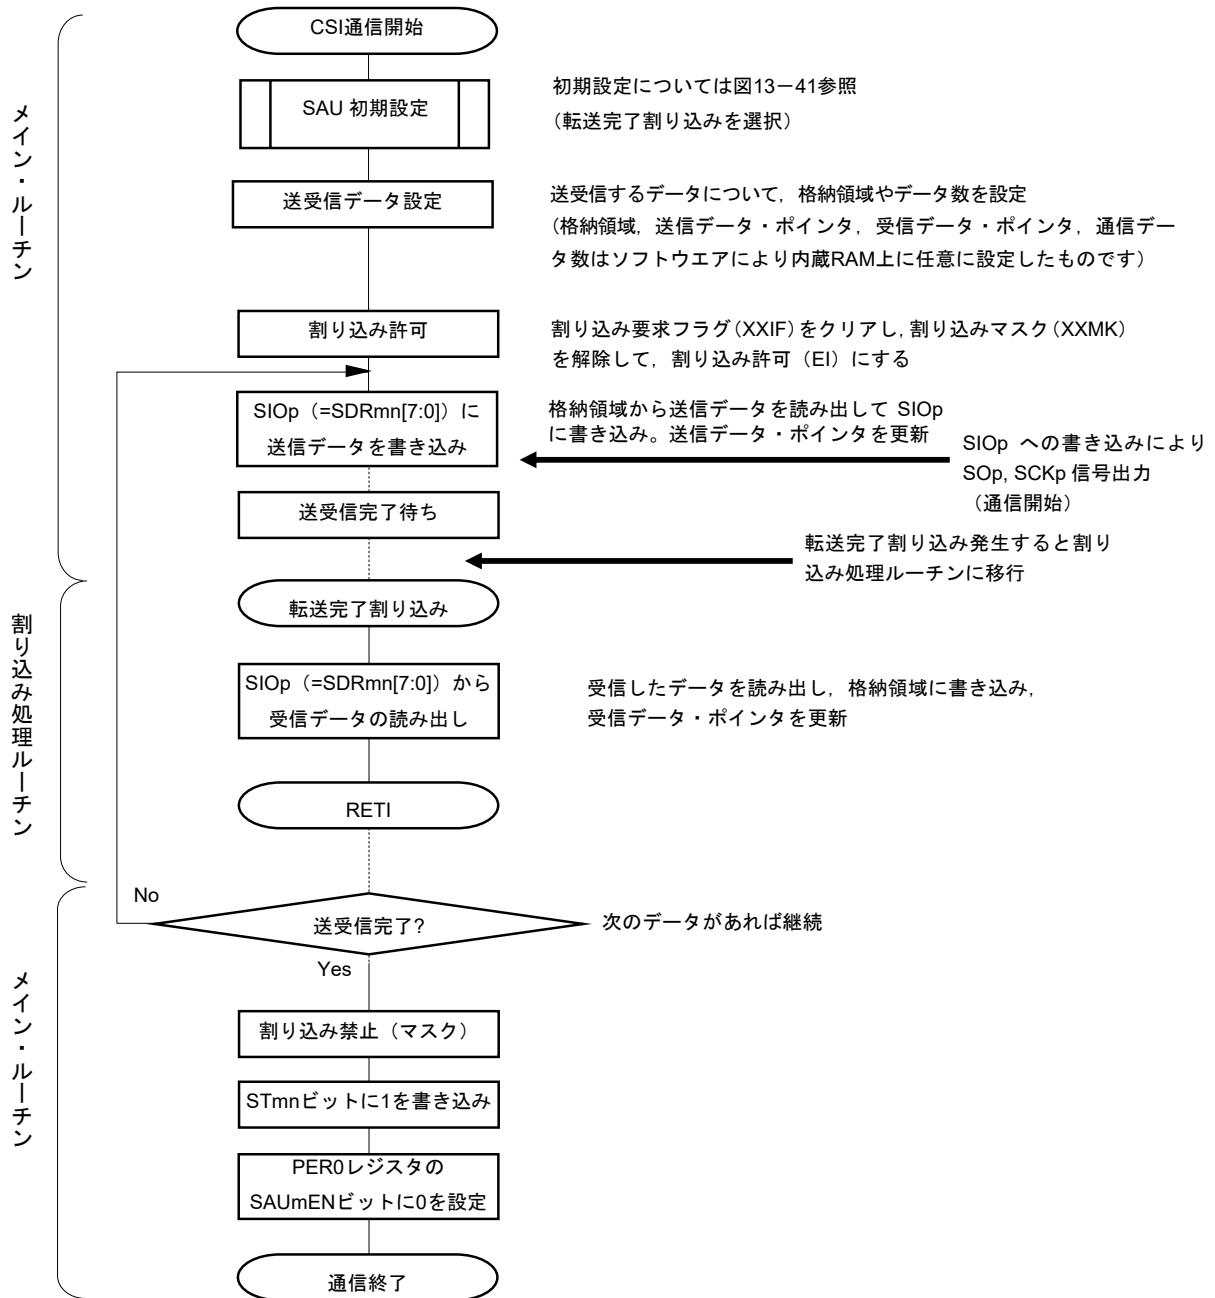 CSI通信開始
SAU 初期設定
初期設定については図13－41参照
（転送完了割り込みを選択）
メイン・ルーチン
送受信データ設定
送受信するデータについて，格納領域やデータ数を設定
（格納領域，送信データ・ポインタ，受信データ・ポインタ，通信デー
タ数はソフトウエアにより内蔵RAM上に任意に設定したものです）
割り込み許可
割り込み要求フラグ（XXIF）をクリアし，割り込みマスク（XXMK）
を解除して，割り込み許可（EI）にする
SIOp（=SDRmn[7:0]）に
送信データを書き込み
格納領域から送信データを読み出して SIOp
に書き込み。送信データ・ポインタを更新
SIOp への書き込みにより
SOp, SCKp 信号出力
（通信開始）
送受信完了待ち
転送完了割り込み発生すると割り
込み処理ルーチンに移行
割り込み処理ルーチン
転送完了割り込み
SIOp（=SDRmn[7:0]）から
受信データの読み出し
受信したデータを読み出し，格納領域に書き込み，
受信データ・ポインタを更新
RETI
No
送受信完了?
次のデータがあれば継続
Yes
メイン・ルーチン
割り込み禁止（マスク）
STmnビットに1を書き込み
PER0レジスタの
SAUmENビットに0を設定
通信終了